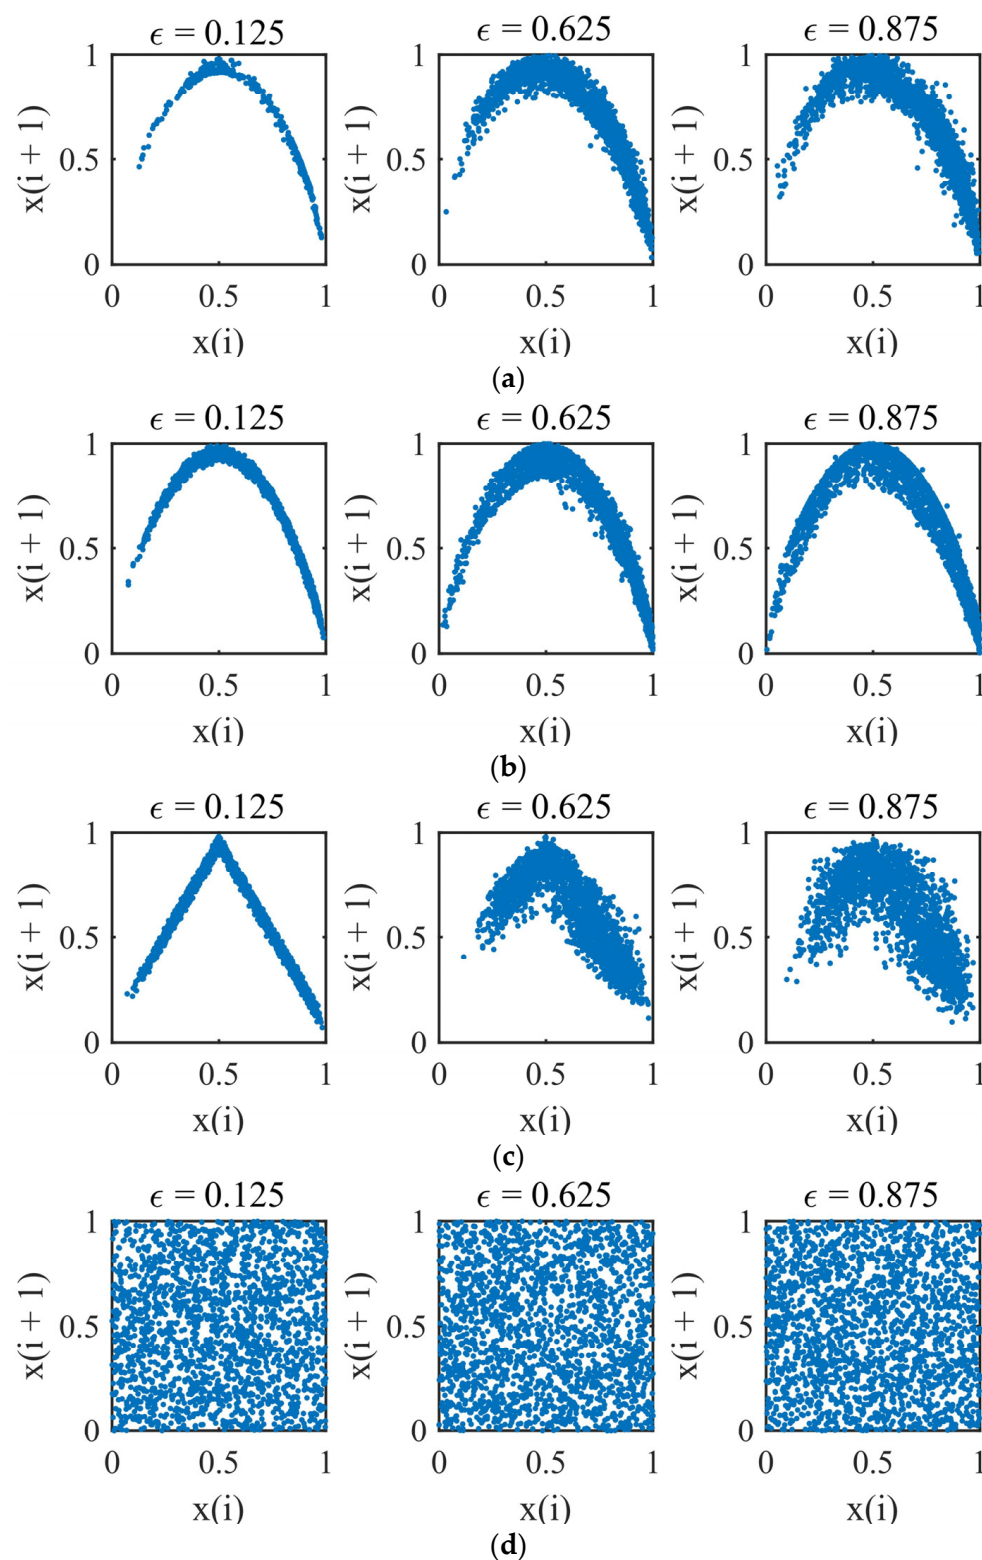 ϵ = 0.125 ϵ = 0.625 ϵ = 0.875
x(i + 1) x(i + 1) x(i + 1)
1 1 1
0.5 0.5 0.5
0 0 0
0 0.5 1 0 0.5 1 0 0.5 1
x(i) x(i) x(i)
(a)
ϵ = 0.125 ϵ = 0.625 ϵ = 0.875
x(i + 1) x(i + 1) x(i + 1)
1 1 1
0.5 0.5 0.5
0 0 0
0 0.5 1 0 0.5 1 0 0.5 1
x(i) x(i) x(i)
(b)
ϵ = 0.125 ϵ = 0.625 ϵ = 0.875
x(i + 1) x(i + 1) x(i + 1)
1 1 1
0.5 0.5 0.5
0 0 0
0 0.5 1 0 0.5 1 0 0.5 1
x(i) x(i) x(i)
(c)
ϵ = 0.125 ϵ = 0.625 ϵ = 0.875
x(i + 1) x(i + 1) x(i + 1)
1 1 1
0.5 0.5 0.5
0 0 0
0 0.5 1 0 0.5 1 0 0.5 1
x(i) x(i) x(i)
(d)